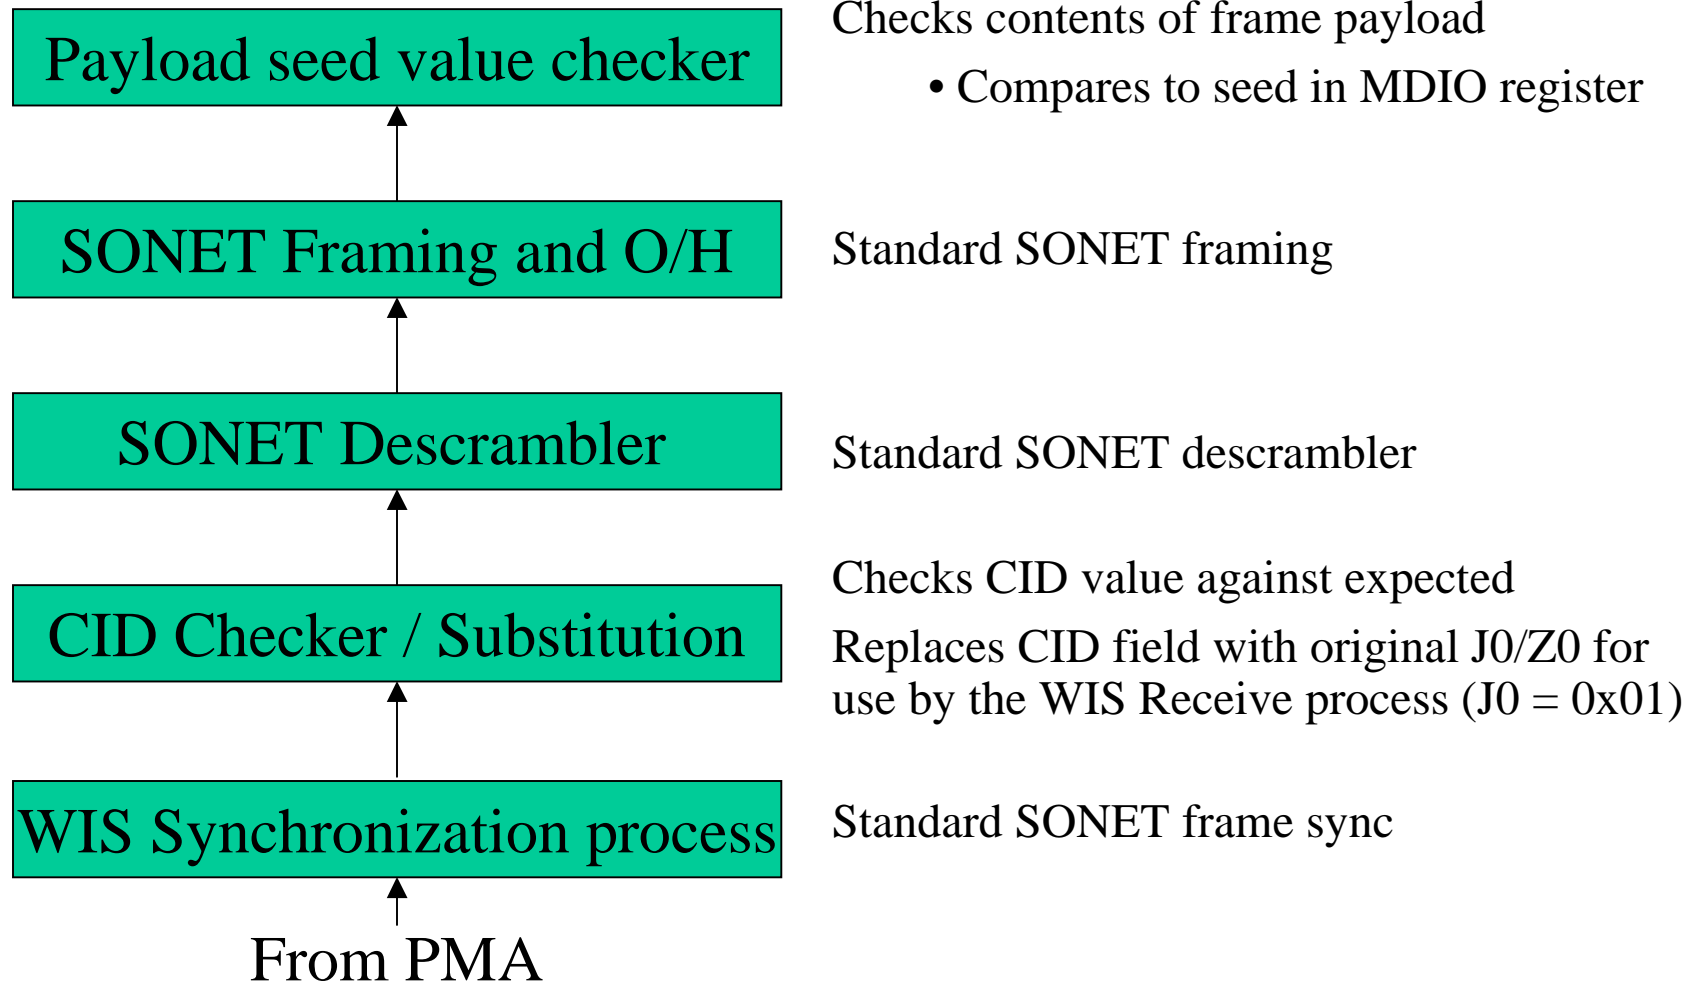 Payload seed value checker
Checks contents of frame payload
• Compares to seed in MDIO register
SONET Framing and O/H
Standard SONET framing
SONET Descrambler
Standard SONET descrambler
CID Checker / Substitution
Checks CID value against expected
Replaces CID field with original J0/Z0 for
use by the WIS Receive process (J0 = 0x01)
WIS Synchronization process
Standard SONET frame sync
From PMA